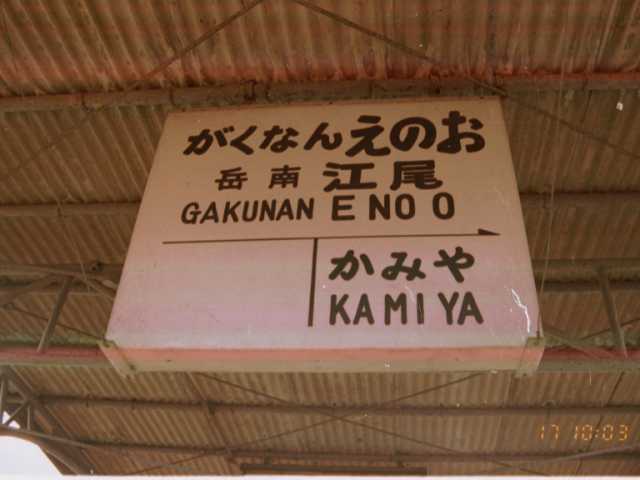 がくなんえのお
岳南 江尾
GAKUNAN ENOO
かみや
KAMIYA
17 10:03